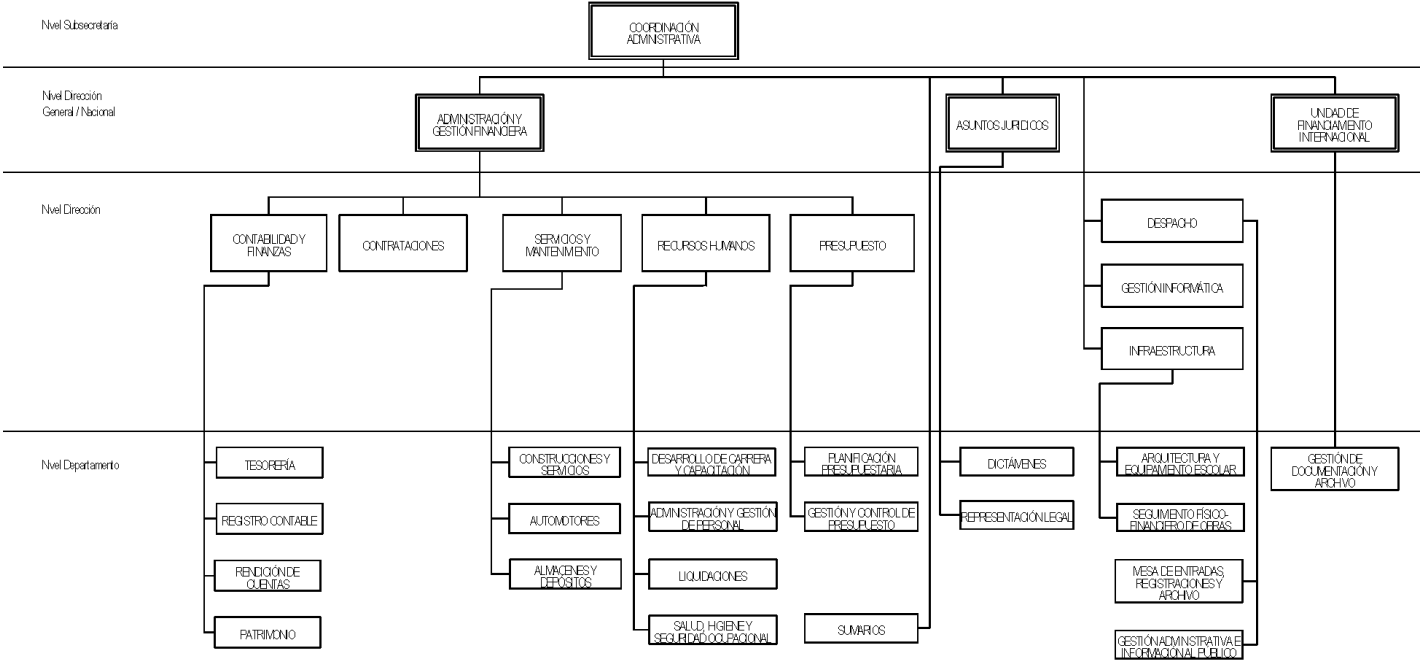 Nivel Subsecretaría
COORDINACIÓN
ADMINISTRATIVA
Nivel Dirección
General / Nacional
ADMINISTRACIÓN Y
GESTIÓN FINANCIERA
ASUNTOS JURIDICOS
UNIDAD DE
FINANCIAMIENTO
INTERNACIONAL
Nivel Dirección
CONTABILIDAD Y
FINANZAS
CONTRATACIONES
SERVICIOS Y
MANTENIMIENTO
RECURSOS HUMANOS
PRESUPUESTO
DESPACHO
GESTIÓN INFORMÁTICA
INFRAESTRUCTURA
Nivel Departamento
TESORERÍA
CONSTRUCCIONES Y
SERVICIOS
DESARROLLO DE CARRERA
Y CAPACITACIÓN
PLANIFICACIÓN
PRESUPUESTARIA
DICTÁMENES
ARQUITECTURA Y
EQUIPAMIENTO ESCOLAR
GESTIÓN DE
DOCUMENTACIÓN Y
ARCHIVO
REGISTRO CONTABLE
AUTOMOTORES
ADMINISTRACIÓN Y GESTIÓN
DE PERSONAL
GESTIÓN Y CONTROL DE
PRESUPUESTO
REPRESENTACIÓN LEGAL
SEGUIMIENTO FÍSICO-
FINANCIERO DE OBRAS
RENDICIÓN DE
CUENTAS
ALMACENES Y
DEPÓSITOS
LIQUIDACIONES
MESA DE ENTRADAS,
REGISTRACIONES Y
ARCHIVO
PATRIMONIO
SALUD, HIGIENE Y
SEGURIDAD OCUPACIONAL
SUMARIOS
GESTIÓN ADMINISTRATIVA E
INFORMACION AL PÚBLICO